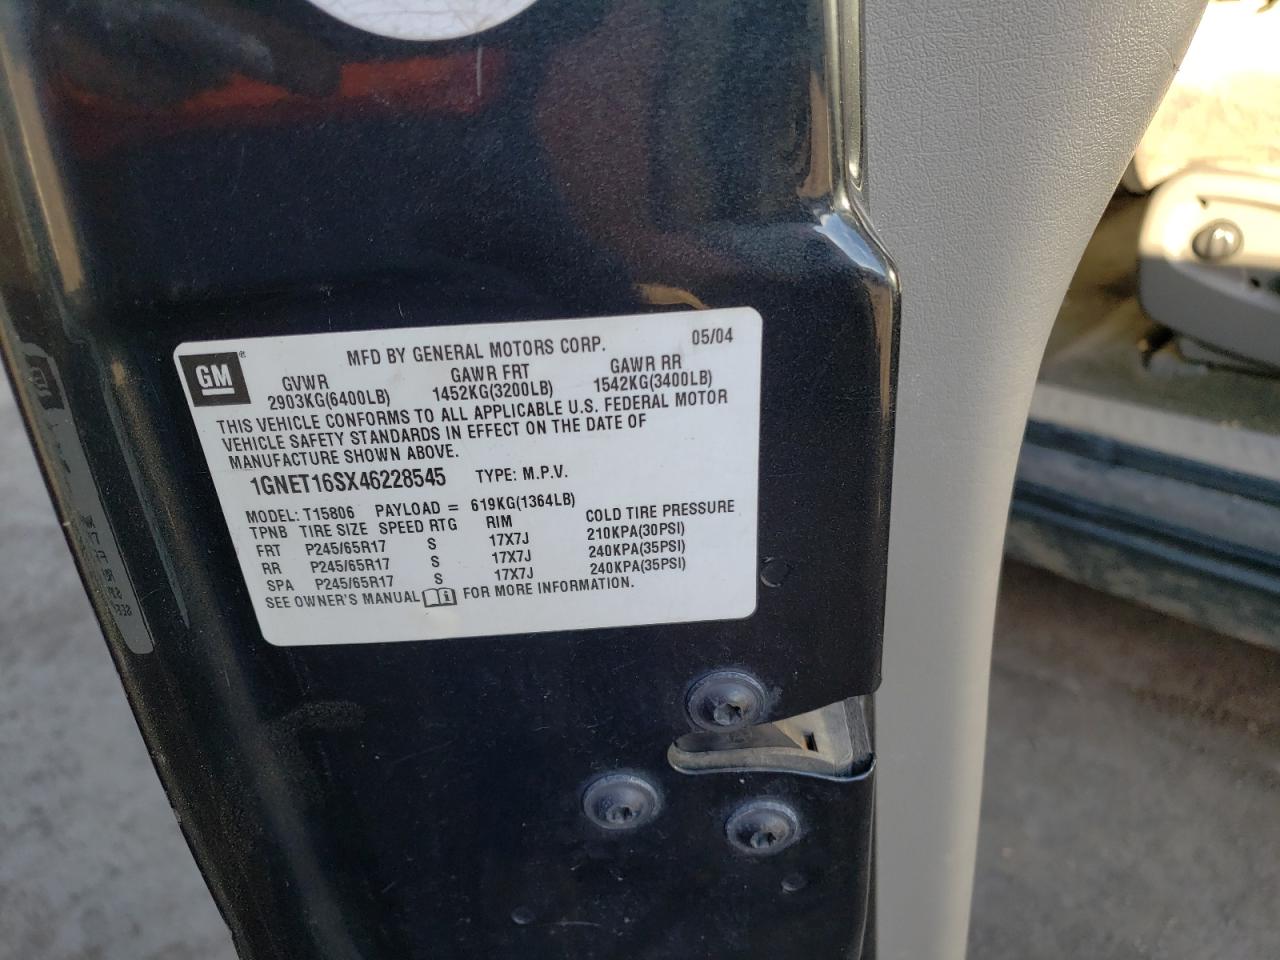 GM ® MFD BY GENERAL MOTORS CORP. 05/04
GVWR GAWR FRT GAWR RR
2903KG(6400LB) 1452KG(3200LB) 1542KG(3400LB)
THIS VEHICLE CONFORMS TO ALL APPLICABLE U.S. FEDERAL MOTOR
VEHICLE SAFETY STANDARDS IN EFFECT ON THE DATE OF
MANUFACTURE SHOWN ABOVE.
1GNET16SX46228545 TYPE: M.P.V.
MODEL: T15806 PAYLOAD = 619KG(1364LB)
TPNB TIRE SIZE SPEED RTG RIM COLD TIRE PRESSURE
FRT P245/65R17 S 17X7J 210KPA(30PSI)
RR P245/65R17 S 17X7J 240KPA(35PSI)
SPA P245/65R17 S 17X7J 240KPA(35PSI)
SEE OWNER'S MANUAL FOR MORE INFORMATION.